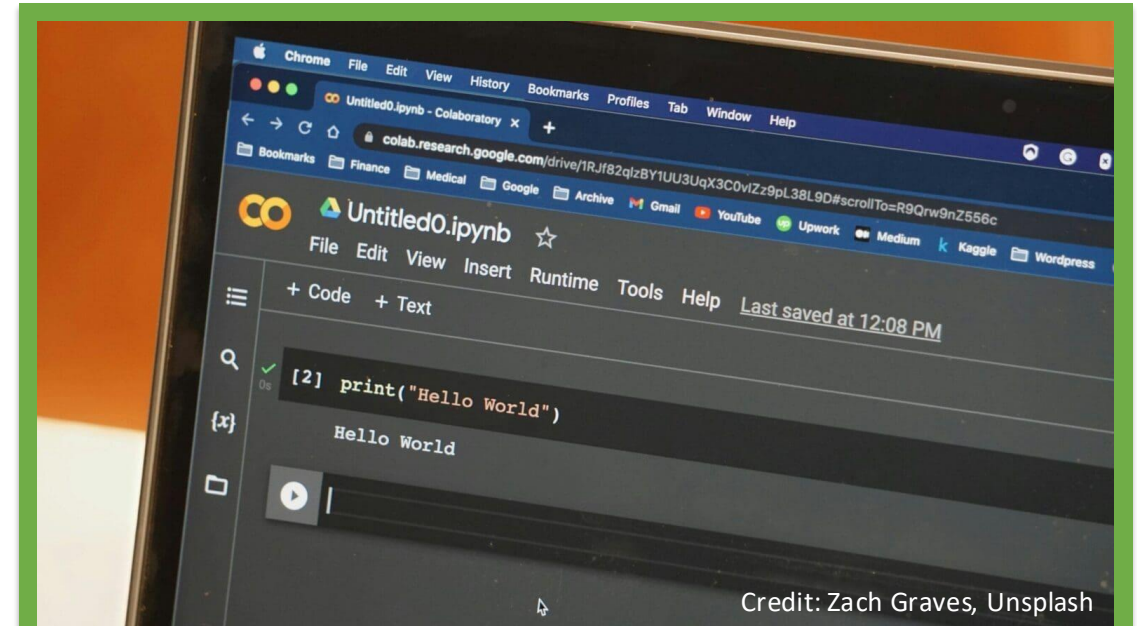 Chrome File Edit View History Bookmarks Profiles Tab Window Help
Untitled0.ipynb - Colaboratory
colab.research.google.com/drive/1RJf82qlzBY1UU3UqX3C0vIZz9pL38L9D#scrollTo=R9Qrw9nZ556c
Bookmarks Finance Medical Google Archive Gmail YouTube Upwork Medium Kaggle Wordpress
Untitled0.ipynb
File Edit View Insert Runtime Tools Help Last saved at 12:08 PM
+ Code + Text
[2] print("Hello World")
0s
Hello World
{x}
Credit: Zach Graves, Unsplash